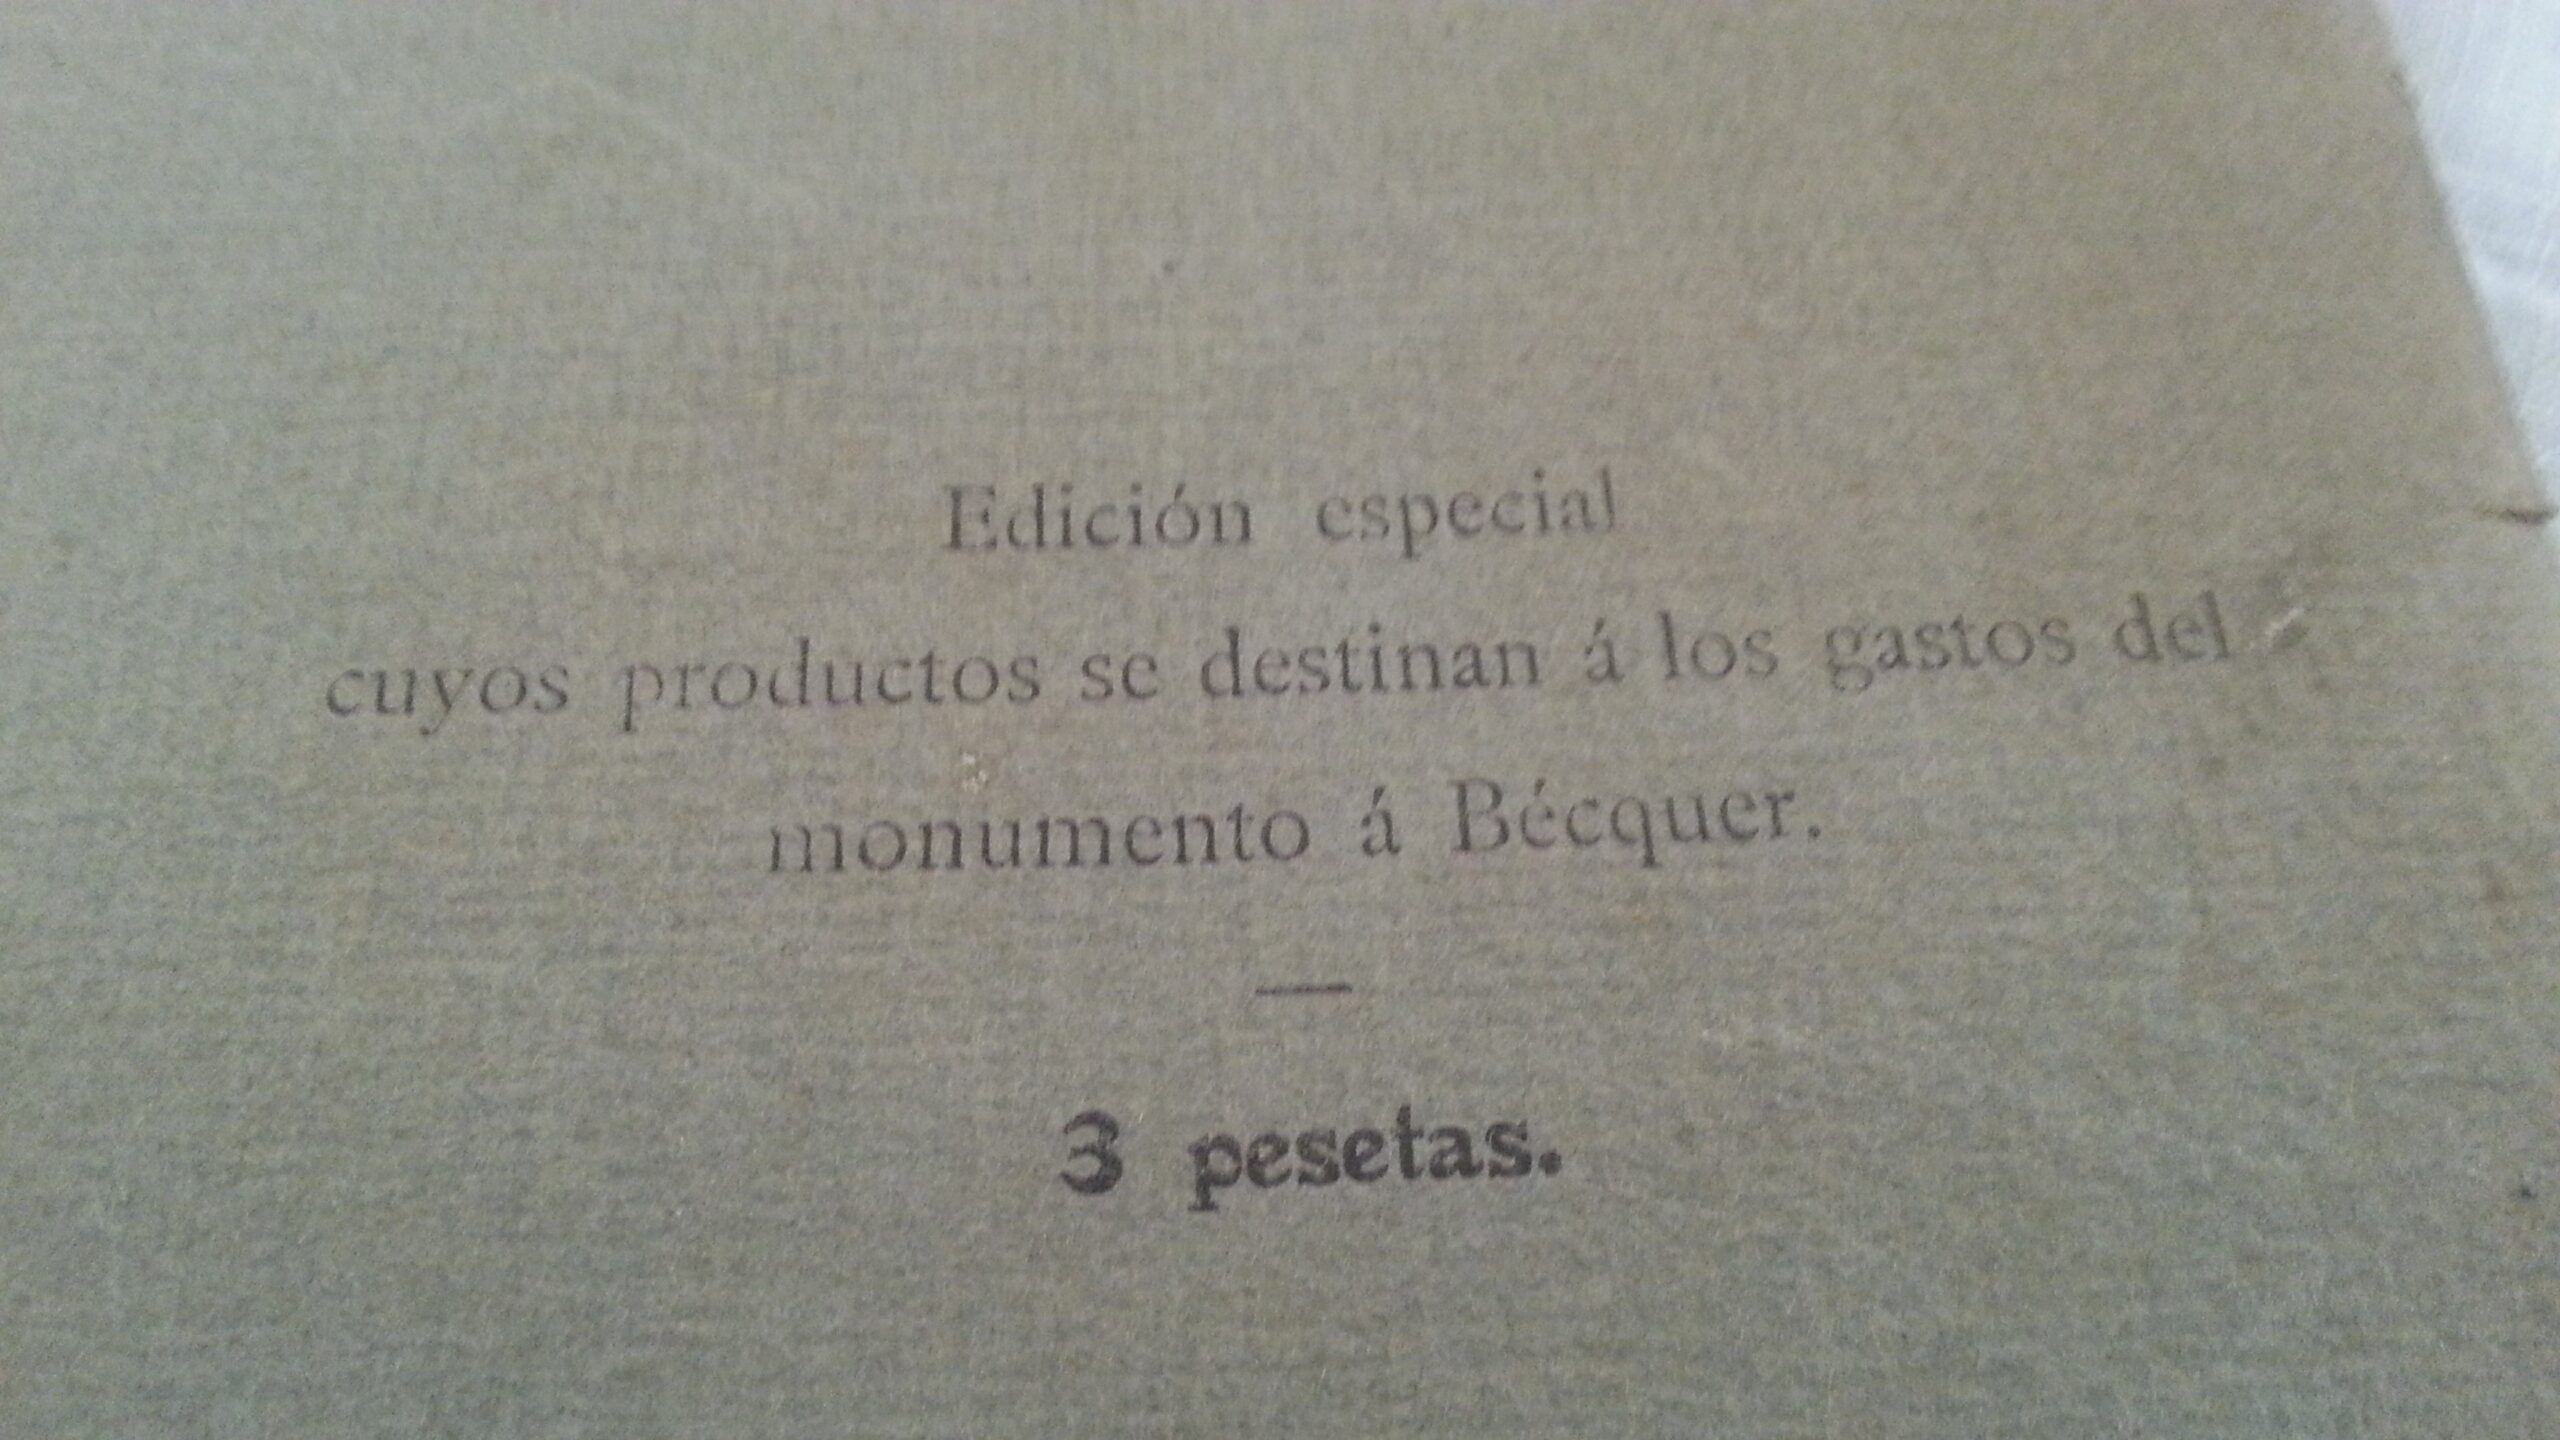 Edición especial
cuyos productos se destinan á los gastos del
monumento á Bécquer.
—
3 pesetas.